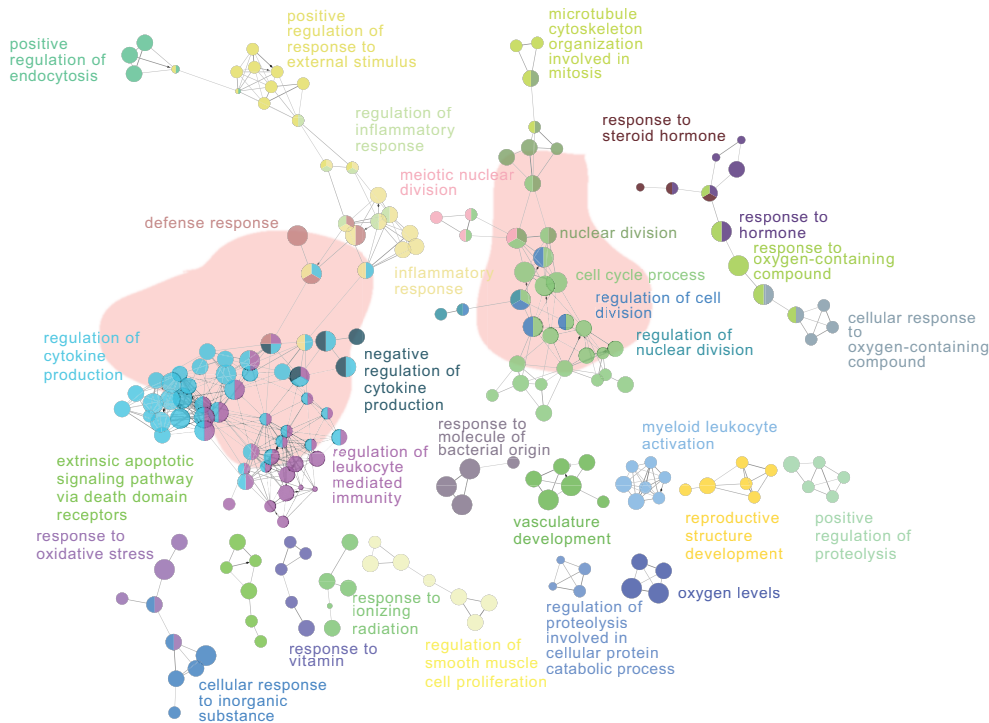 positive
regulation of
endocytosis
positive
regulation of
response to
external stimulus
microtubule
cytoskeleton
organization
involved in
mitosis
regulation of
inflammatory
response
response to
steroid hormone
meiotic nuclear
division
defense response
nuclear division
response to
hormone
response to
oxygen-containing
compound
inflammatory
response
cell cycle process
regulation of cell
division
regulation of
nuclear division
cellular response
to
oxygen-containing
compound
regulation of
cytokine
production
negative
regulation of
cytokine
production
response to
molecule of
bacterial origin
myeloid leukocyte
activation
regulation of
leukocyte
mediated
immunity
extrinsic apoptotic
signaling pathway
via death domain
receptors
vasculature
development
reproductive
structure
development
positive
regulation of
proteolysis
response to
oxidative stress
response to
ionizing
radiation
oxygen levels
regulation of
proteolysis
involved in
cellular protein
catabolic process
response to
vitamin
regulation of
smooth muscle
cell proliferation
cellular response
to inorganic
substance